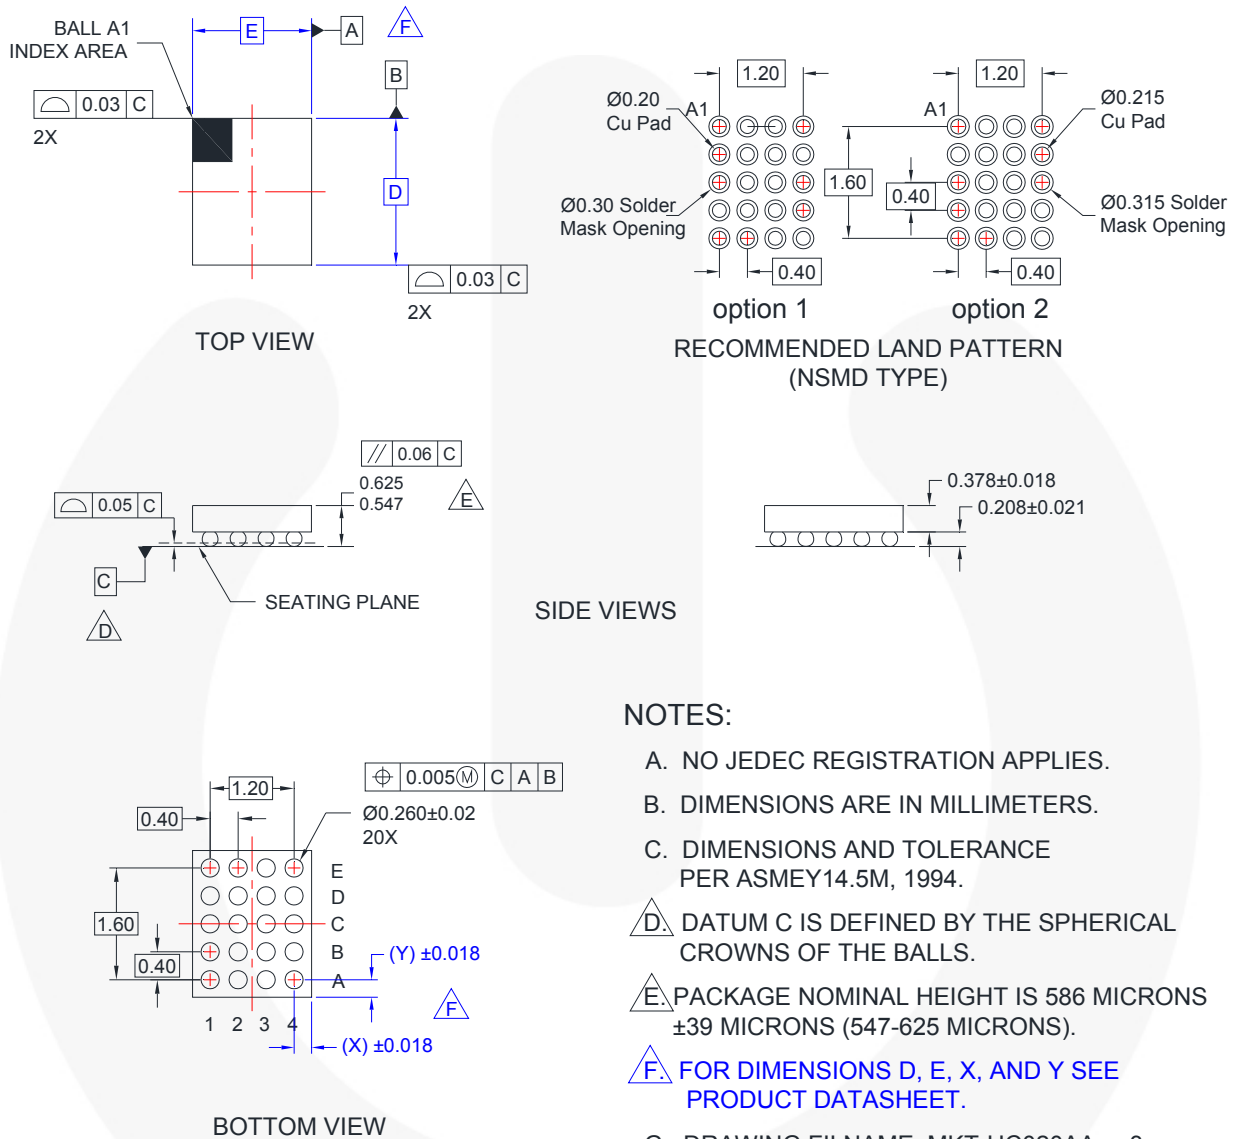 BALL A1
INDEX AREA
E
A
F
B
0.03 C
2X
D
0.03 C
2X
TOP VIEW
1.20
Ø0.20
Cu Pad
A1
Ø0.30 Solder
Mask Opening
0.40
option 1
1.60
1.20
A1
Ø0.215
Cu Pad
0.40
Ø0.315 Solder
Mask Opening
0.40
option 2
RECOMMENDED LAND PATTERN
(NSMD TYPE)
// 0.06 C
0.625
0.547
E
0.05 C
C
D
SEATING PLANE
0.378±0.018
0.208±0.021
SIDE VIEWS
1.20
0.005Ⓜ C A B
0.40
Ø0.260±0.02
20X
E
D
C
B
A
1.60
0.40
(Y) ±0.018
F
1 2 3 4
(X) ±0.018
BOTTOM VIEW
NOTES:
A. NO JEDEC REGISTRATION APPLIES.
B. DIMENSIONS ARE IN MILLIMETERS.
C. DIMENSIONS AND TOLERANCE
PER ASMEY14.5M, 1994.
D. DATUM C IS DEFINED BY THE SPHERICAL
CROWNS OF THE BALLS.
E. PACKAGE NOMINAL HEIGHT IS 586 MICRONS
±39 MICRONS (547-625 MICRONS).
F. FOR DIMENSIONS D, E, X, AND Y SEE
PRODUCT DATASHEET.